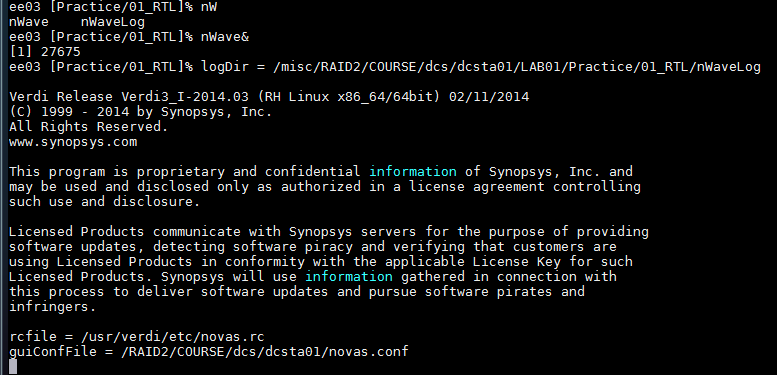 ee03 [Practice/01_RTL]% nW
nWave    nWaveLog
ee03 [Practice/01_RTL]% nWave&
[1] 27675
ee03 [Practice/01_RTL]% logDir = /misc/RAID2/COURSE/dcs/dcsta01/LAB01/Practice/01_RTL/nWaveLog
Verdi Release Verdi3_I-2014.03 (RH Linux x86_64/64bit) 02/11/2014
(C) 1999 - 2014 by Synopsys, Inc.
All Rights Reserved.
www.synopsys.com
This program is proprietary and confidential information of Synopsys, Inc. and
may be used and disclosed only as authorized in a license agreement controlling
such use and disclosure.
Licensed Products communicate with Synopsys servers for the purpose of providing
software updates, detecting software piracy and verifying that customers are
using Licensed Products in conformity with the applicable License Key for such
Licensed Products. Synopsys will use information gathered in connection with
this process to deliver software updates and pursue software pirates and
infringers.
rcfile = /usr/verdi/etc/novas.rc
guiConfFile = /RAID2/COURSE/dcs/dcsta01/novas.conf